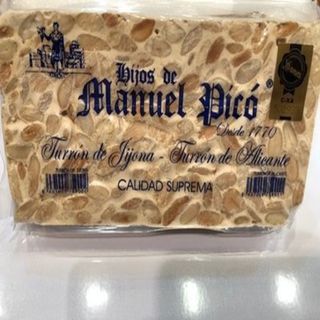 Hijos de
Manuel Picó®
Desde 1770
Turrón de Jijona - Turrón de Alicante
CALIDAD SUPREMA